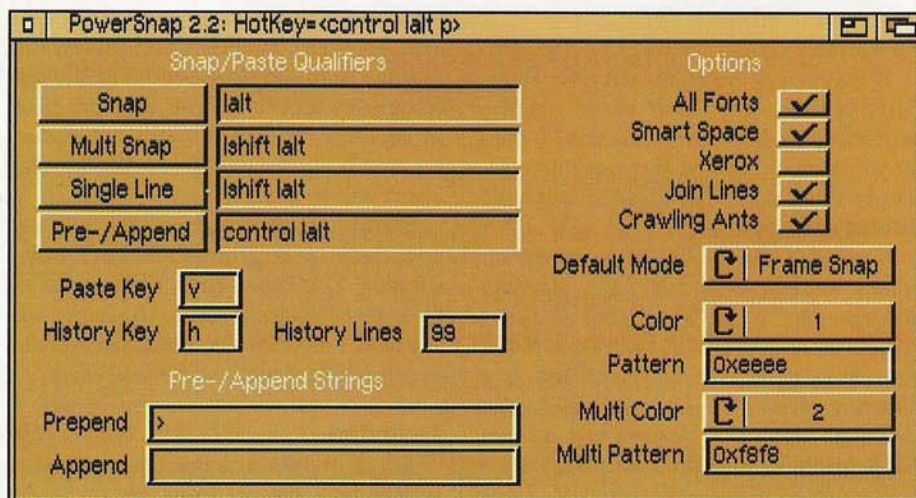 PowerSnap 2.2: HotKey=<control lalt p>
Snap/Paste Qualifiers
Snap lalt
Multi Snap lshift lalt
Single Line lshift lalt
Pre-/Append control lalt
Paste Key v
History Key h History Lines 99
Pre-/Append Strings
Prepend >
Append
Options
All Fonts
Smart Space
Xerox
Join Lines
Crawling Ants
Default Mode Frame Snap
Color 1
Pattern 0xeeee
Multi Color 2
Multi Pattern 0xf8f8